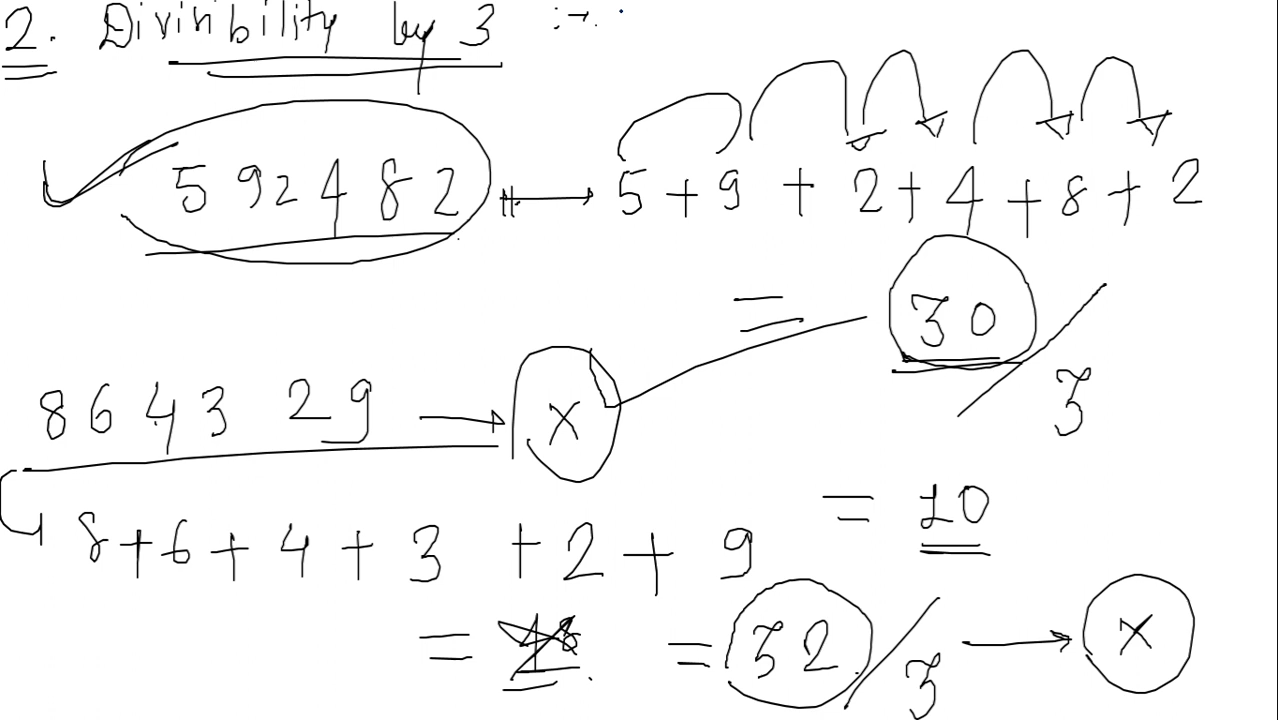 2. Divisibility by 3 :-
592482 → 5 + 9 + 2 + 4 + 8 + 2
= 30 / 3
864329 → X
= 10
8 + 6 + 4 + 3 + 2 + 9
= = 32 / 3 → X